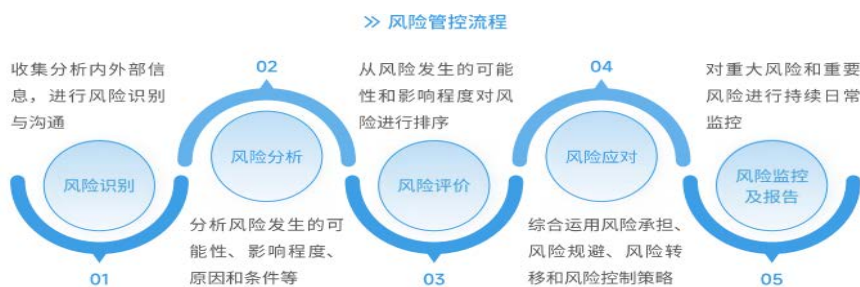 >> 风险管控流程
收集分析内外部信
息，进行风险识别
与沟通
风险识别
01
02
风险分析
分析风险发生的可
能性、影响程度、
原因和条件等
从风险发生的可能
性和影响程度对风
险进行排序
风险评价
03
04
风险应对
综合运用风险承担、
风险规避、风险转
移和风险控制策略
对重大风险和重要
风险进行持续日常
监控
风险监控
及报告
05